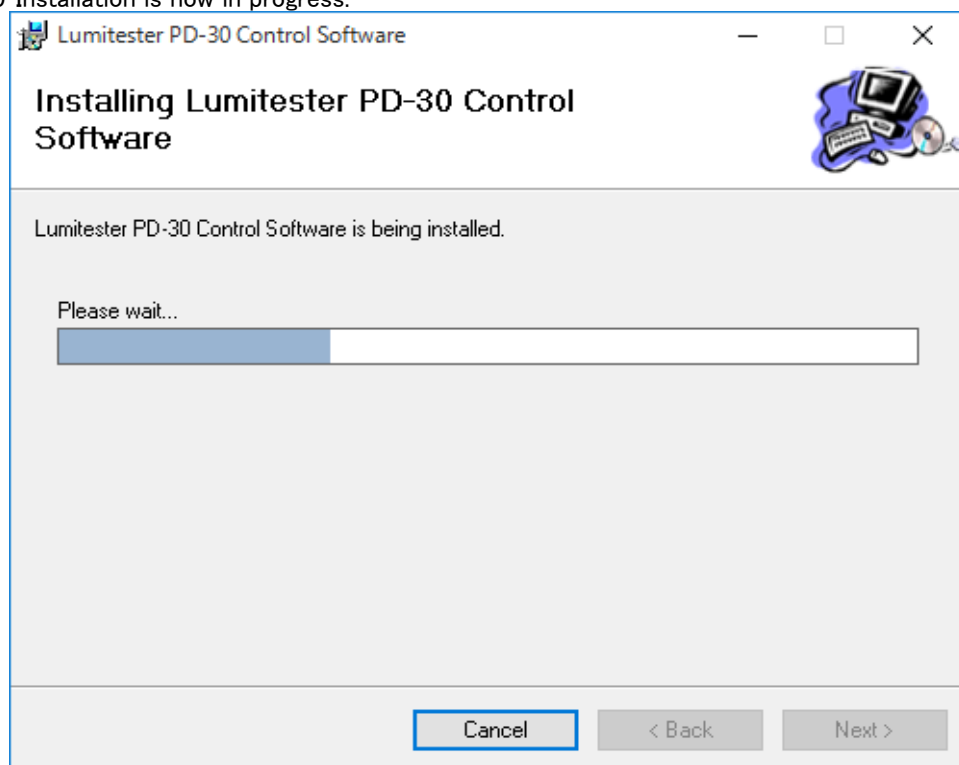 Installation is now in progress.
Lumitester PD-30 Control Software
Installing Lumitester PD-30 Control
Software
Lumitester PD-30 Control Software is being installed.
Please wait...
Cancel
< Back
Next >